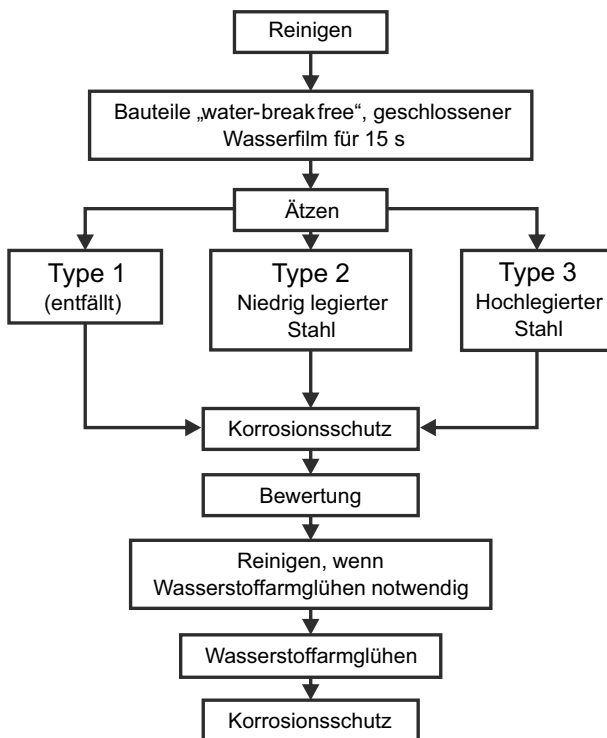 Reinigen
Bauteile „water-break free“, geschlossener
Wasserfilm für 15 s
Ätzen
Type 1
(entfällt)
Type 2
Niedrig legierter
Stahl
Type 3
Hochlegierter
Stahl
Korrosionsschutz
Bewertung
Reinigen, wenn
Wasserstoffarmglühen notwendig
Wasserstoffarmglühen
Korrosionsschutz